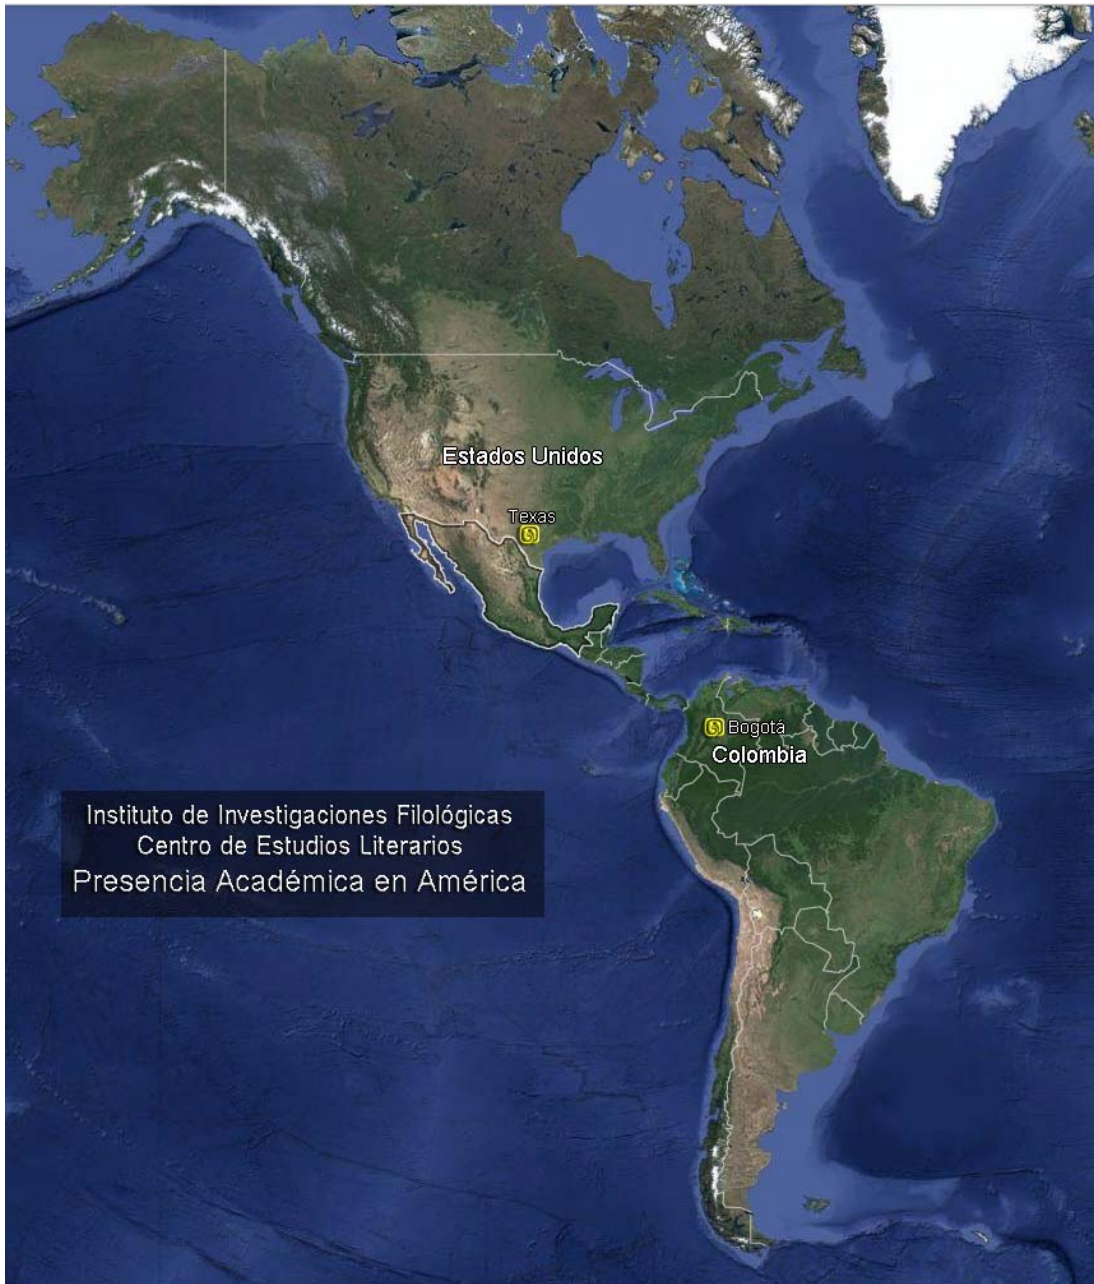 Estados Unidos
Texas
Bogotá
Colombia
Instituto de Investigaciones Filológicas
Centro de Estudios Literarios
Presencia Académica en América